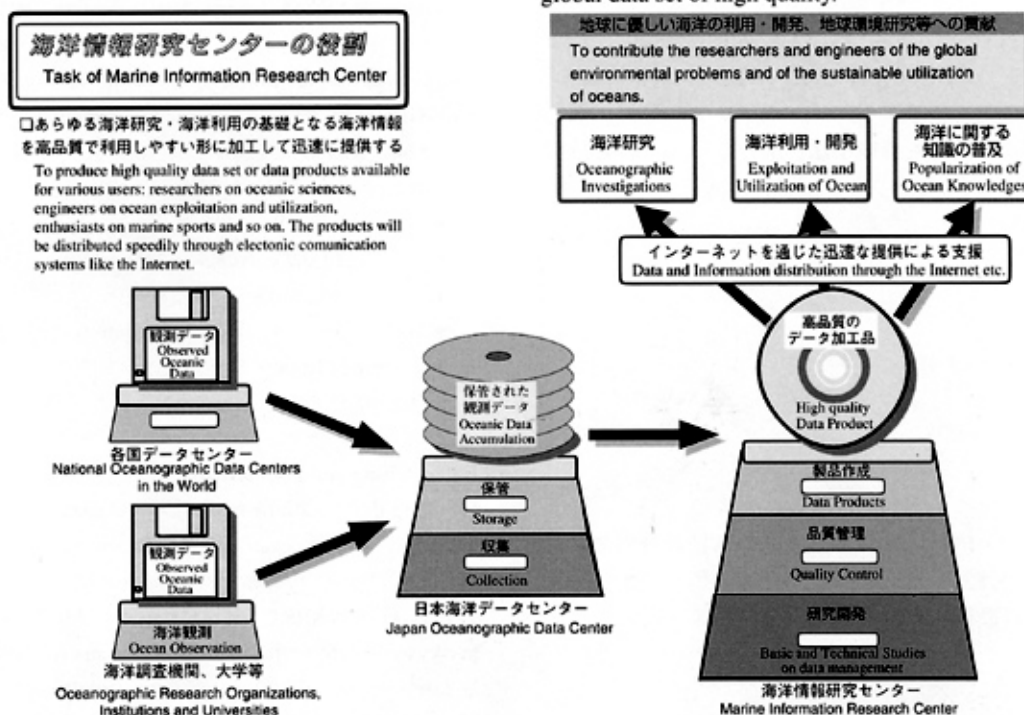 global data set of high quality.
海洋情報研究センターの役割
Task of Marine Information Research Center
□あらゆる海洋研究・海洋利用の基礎となる海洋情報
を高品質で利用しやすい形に加工して迅速に提供する
To produce high quality data set or data products available
for various users: researchers on oceanic sciences,
engineers on ocean exploitation and utilization,
enthusiasts on marine sports and so on. The products will
be distributed speedily through electonic comunication
systems like the Internet.
地球に優しい海洋の利用・開発、地球環境研究等への貢献
To contribute the researchers and engineers of the global
environmental problems and of the sustainable utilization
of oceans.
海洋研究
Oceanographic
Investigations
海洋利用・開発
Exploitation and
Utilization of Ocean
海洋に関する
知識の普及
Popularization of
Ocean Knowledges
インターネットを通じた迅速な提供による支援
Data and Information distribution through the Internet etc.
観測データ
Observed
Oceanic
Data
各国データセンター
National Oceanographic Data Centers
in the World
観測データ
Observed
Oceanic
Data
海洋観測
Ocean Observation
海洋調査機関、大学等
Oceanographic Research Organizations,
Institutions and Universities
保管された
観測データ
Oceanic Data
Accumulation
保管
Storage
収集
Collection
日本海洋データセンター
Japan Oceanographic Data Center
高品質の
データ加工品
High quality
Data Product
製品作成
Data Products
品質管理
Quality Control
研究開発
Basic and Technical Studies
on data management
海洋情報研究センター
Marine Information Research Center